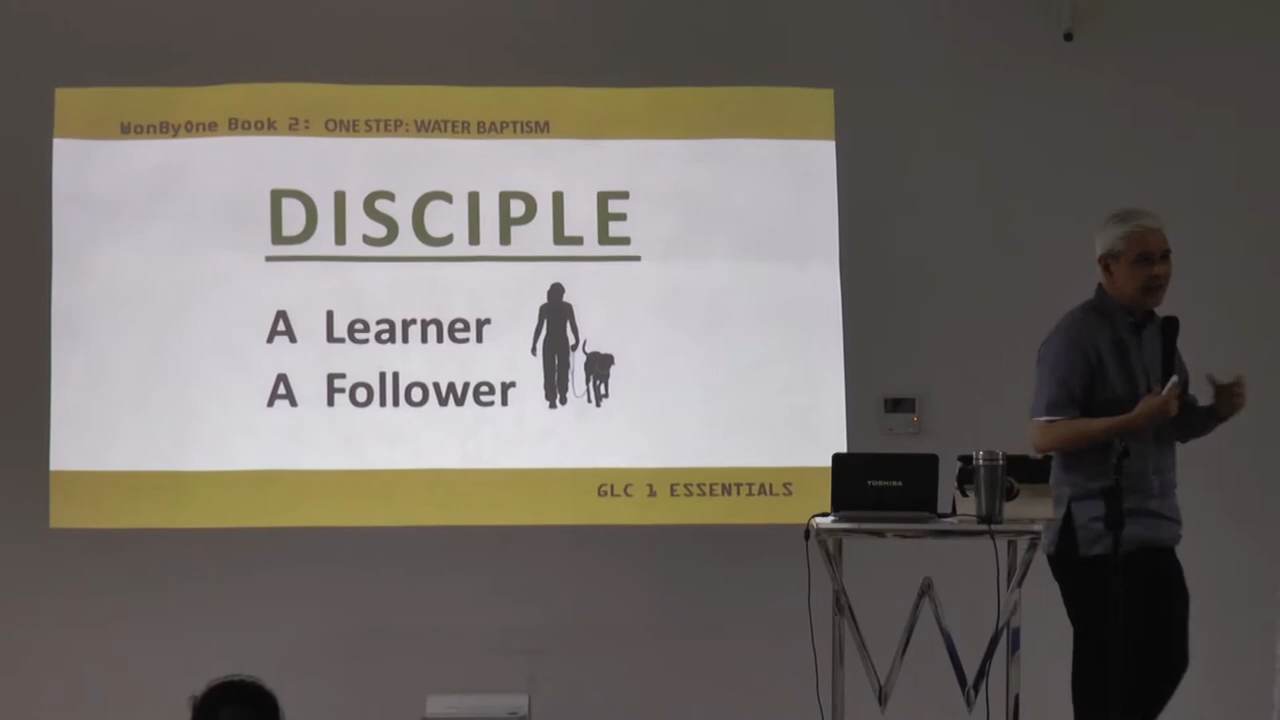 WonByOne Book 2: ONE STEP: WATER BAPTISM
DISCIPLE
A Learner
A Follower
GLC 1 ESSENTIALS
TOSHIBA